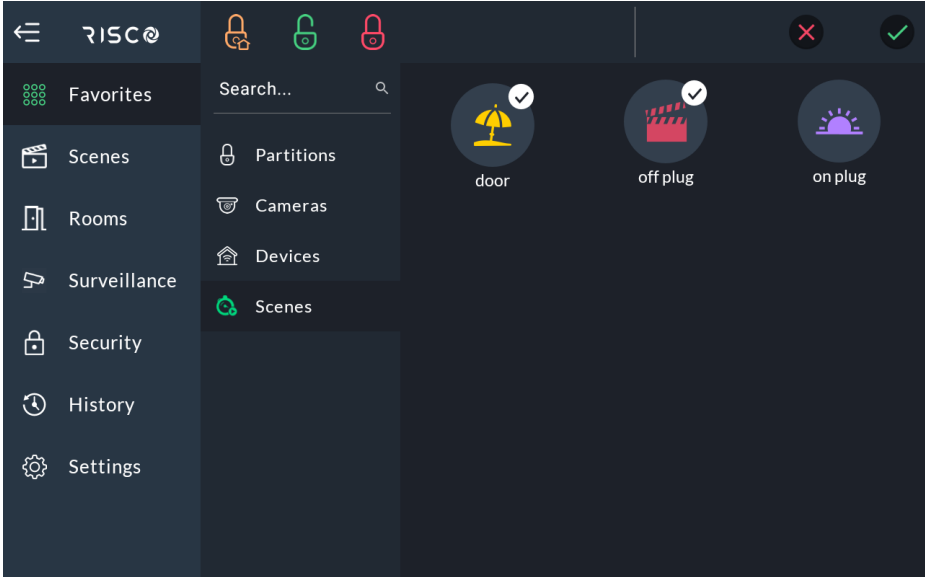 RISCO
Favorites
Scenes
Rooms
Surveillance
Security
History
Settings
Search...
Partitions
Cameras
Devices
Scenes
door
off plug
on plug